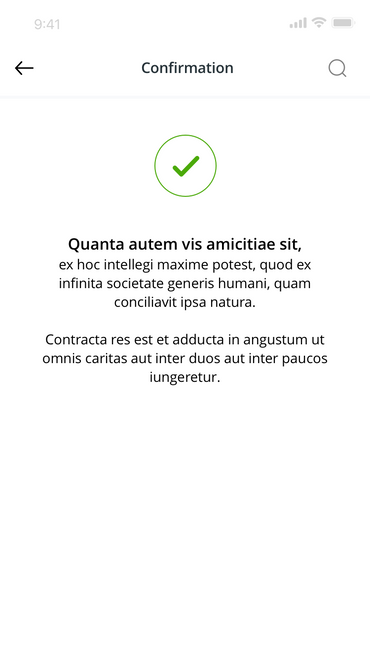 9:41
Confirmation
Quanta autem vis amicitiae sit,
ex hoc intellegi maxime potest, quod ex
infinita societate generis humani, quam
conciliavit ipsa natura.
Contracta res est et adducta in angustum ut
omnis caritas aut inter duos aut inter paucos
iungeretur.